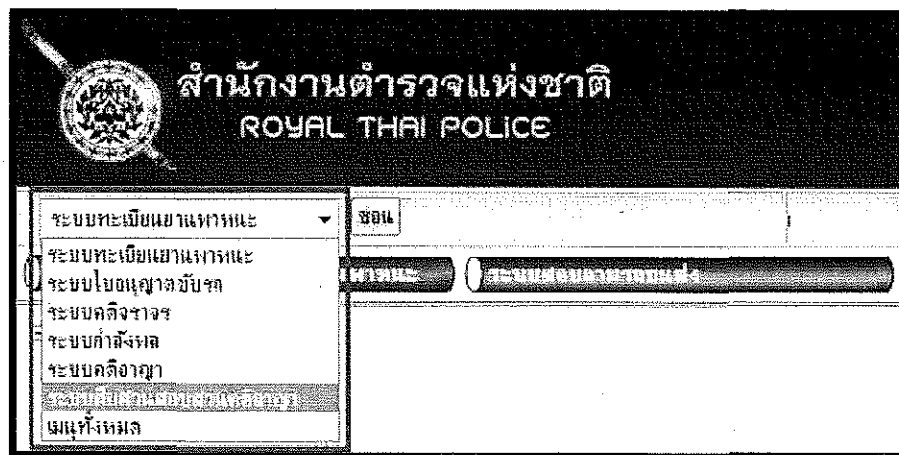 สำนักงานตำรวจแห่งชาติ
ROYAL THAI POLICE
ระบบทะเบียนยานพาหนะ
ซ่อน
ระบบทะเบียนยานพาหนะ
ระบบใบอนุญาตขับรถ
ระบบคดีจราจร
ระบบกำลังพล
ระบบคดีอาญา
เมนูทั้งหมด